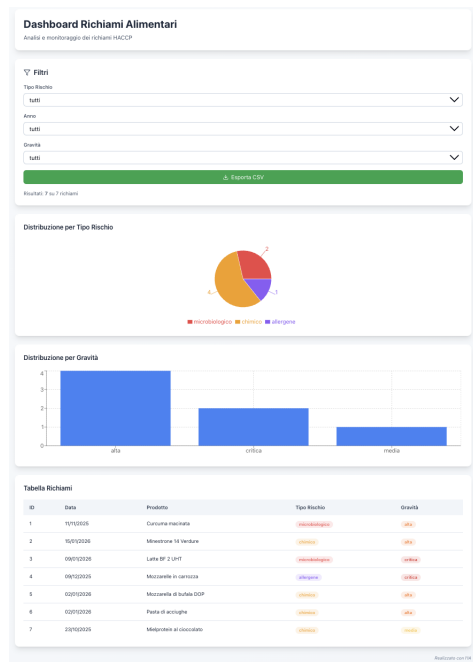 Dashboard Richiami Alimentari
Analisi e monitoraggio dei richiami HACCP
Filtri
Tipo Rischio
tutti
Anno
tutti
Gravità
tutti
Esporta CSV
Risultati: 7 su 7 richiami
Distribuzione per Tipo Rischio
2
4
1
microbiologico chimico allergene
Distribuzione per Gravità
4
3
2
1
0
alta critica media
Tabella Richiami
ID Data Prodotto Tipo Rischio Gravità
1 11/11/2025 Curcuma macinata microbiologico alta
2 15/01/2026 Minestrone 14 Verdure chimico alta
3 09/01/2026 Latte BF 2 UHT microbiologico critica
4 09/12/2025 Mozzarelle in carrozza allergene critica
5 02/01/2026 Mozzarella di bufala DOP chimico alta
6 02/01/2026 Pasta di acciughe chimico alta
7 23/10/2025 Mielprotein al cioccolato chimico media
Realizzato con l'IA